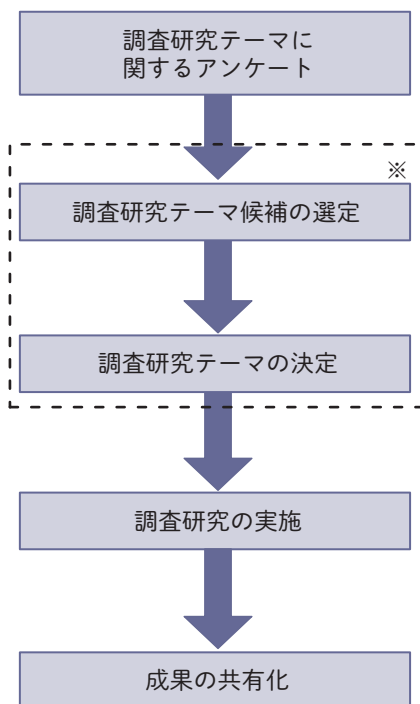 調査研究テーマに
関するアンケート
※
調査研究テーマ候補の選定
調査研究テーマの決定
調査研究の実施
成果の共有化